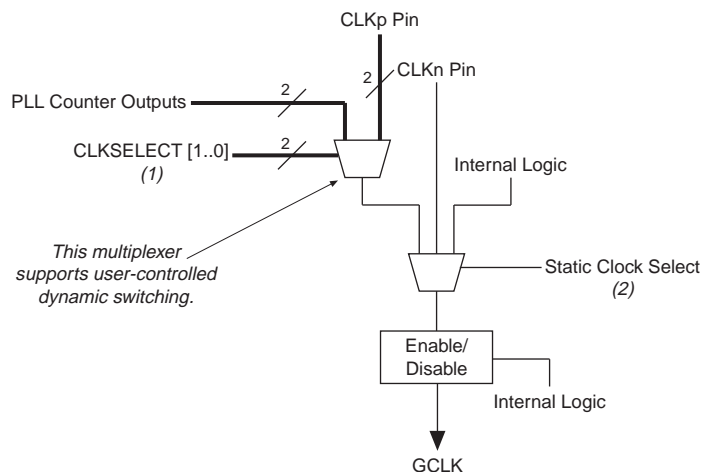 CLKp Pin
2
CLKn Pin
PLL Counter Outputs
2
CLKSELECT [1..0]
2
(1)
Internal Logic
This multiplexer
supports user-controlled
dynamic switching.
Static Clock Select
(2)
Enable/
Disable
Internal Logic
GCLK